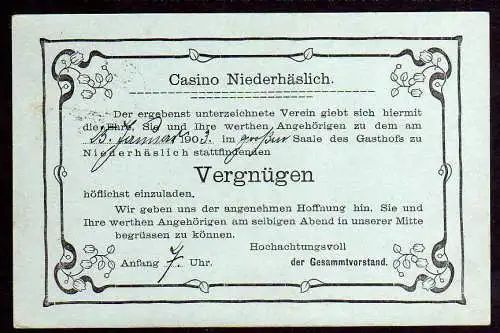 Casino Niederhäslich.
Der ergebenst unterzeichnete Verein giebt sich hiermit
die Ehre, Sie und Ihre werthen Angehörigen zu dem am
Januar 1903. im großen Saale des Gasthofs zu
Niederhäslich stattfindenden
Vergnügen
höflichst einzuladen.
Wir geben uns der angenehmen Hoffnung hin, Sie und
Ihre werthen Angehörigen am selbigen Abend in unserer Mitte
begrüssen zu können.
Hochachtungsvoll
Anfang 7. Uhr. der Gesammtvorstand.